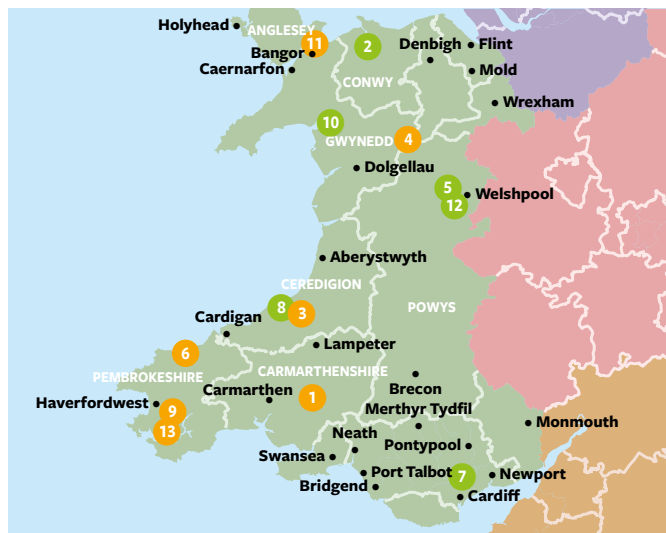 Holyhead
ANGLESEY
11
2
Denbigh
Flint
Bangor
Caernarfon
CONWY
Mold
Wrexham
10
GWYNEDD
4
Dolgellau
5
Welshpool
12
Aberystwyth
CEREDIGION
8
3
POWYS
Cardigan
6
Lampeter
PEMBROKESHIRE
CARMARTHENSHIRE
Brecon
Carmarthen
1
Haverfordwest
9
Merthyr Tydfil
13
Monmouth
Neath
Pontypool
Swansea
Port Talbot
7
Newport
Bridgend
Cardiff